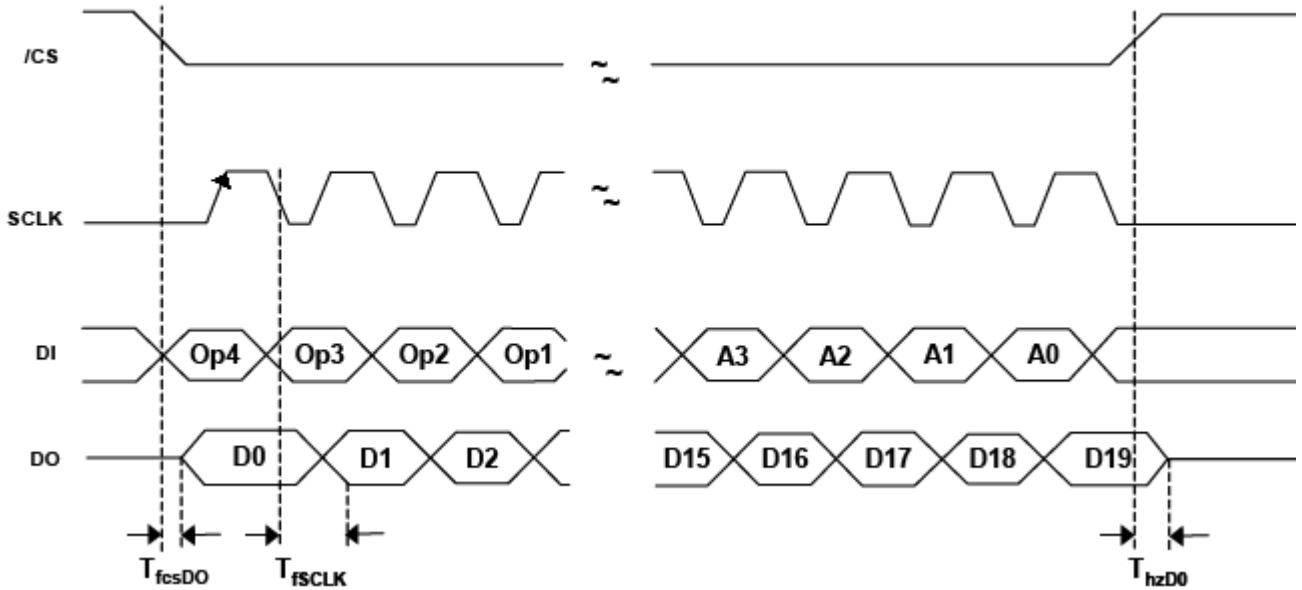 /CS ~ ~
SCLK ~ ~
DI Op4 Op3 Op2 Op1 ~ ~ A3 A2 A1 A0
DO D0 D1 D2 D15 D16 D17 D18 D19
TfcsDO TfSCLK ThzD0